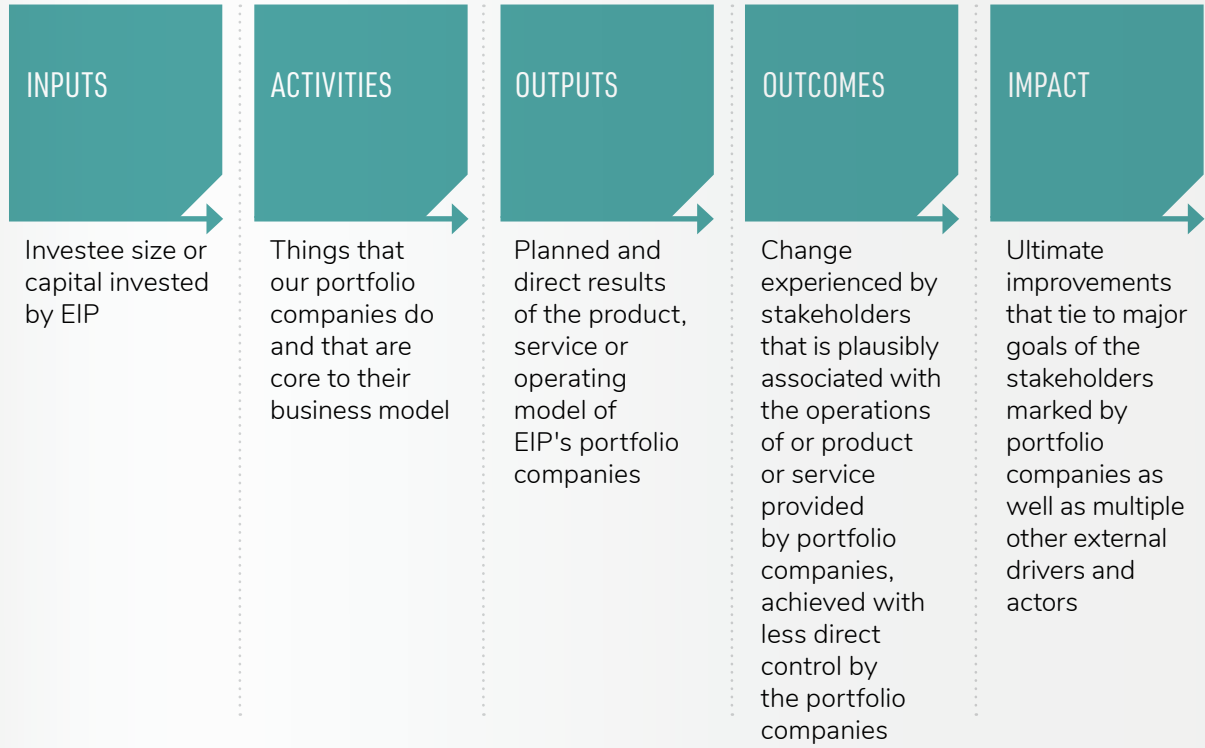 INPUTS
Investee size or
capital invested
by EIP
ACTIVITIES
Things that
our portfolio
companies do
and that are
core to their
business model
OUTPUTS
Planned and
direct results
of the product,
service or
operating
model of
EIP's portfolio
companies
OUTCOMES
Change
experienced by
stakeholders
that is plausibly
associated with
the operations
of or product
or service
provided
by portfolio
companies,
achieved with
less direct
control by
the portfolio
companies
IMPACT
Ultimate
improvements
that tie to major
goals of the
stakeholders
marked by
portfolio
companies as
well as multiple
other external
drivers and
actors